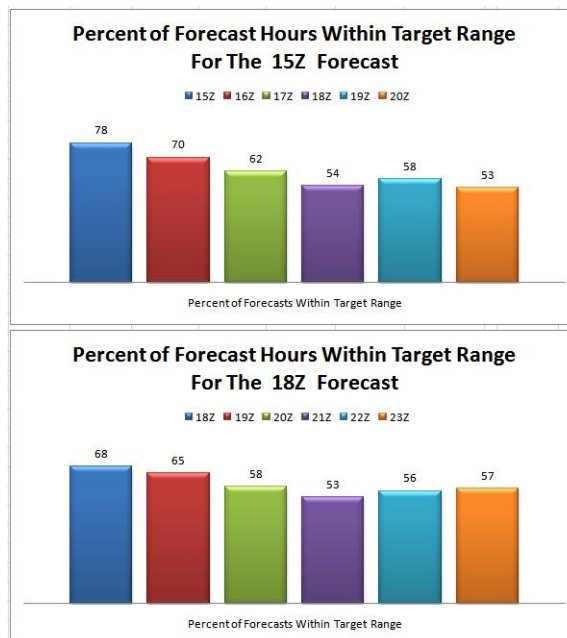 Percent of Forecast Hours Within Target Range
For The 15Z Forecast
15Z 16Z 17Z 18Z 19Z 20Z
78
70
62
54
58
53
Percent of Forecasts Within Target Range
Percent of Forecast Hours Within Target Range
For The 18Z Forecast
18Z 19Z 20Z 21Z 22Z 23Z
68
65
58
53
56
57
Percent of Forecasts Within Target Range